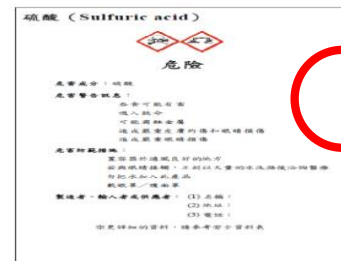 硫酸 (Sulfuric acid)
危險
危害成分：硫酸
危害警告訊息：
吞食可能有害
吸入致命
可能腐蝕金屬
造成嚴重皮膚灼傷和眼睛損傷
造成嚴重眼睛損傷
危害防範措施：
置容器於通風良好的地方
若與眼睛接觸，立刻以大量的水洗滌後洽詢醫療
勿把水加入此產品
戴眼罩／護面罩
製造者、輸入者或供應者：(1) 名稱：
(2) 地址：
(3) 電話：
※更詳細的資料，請參考安全資料表